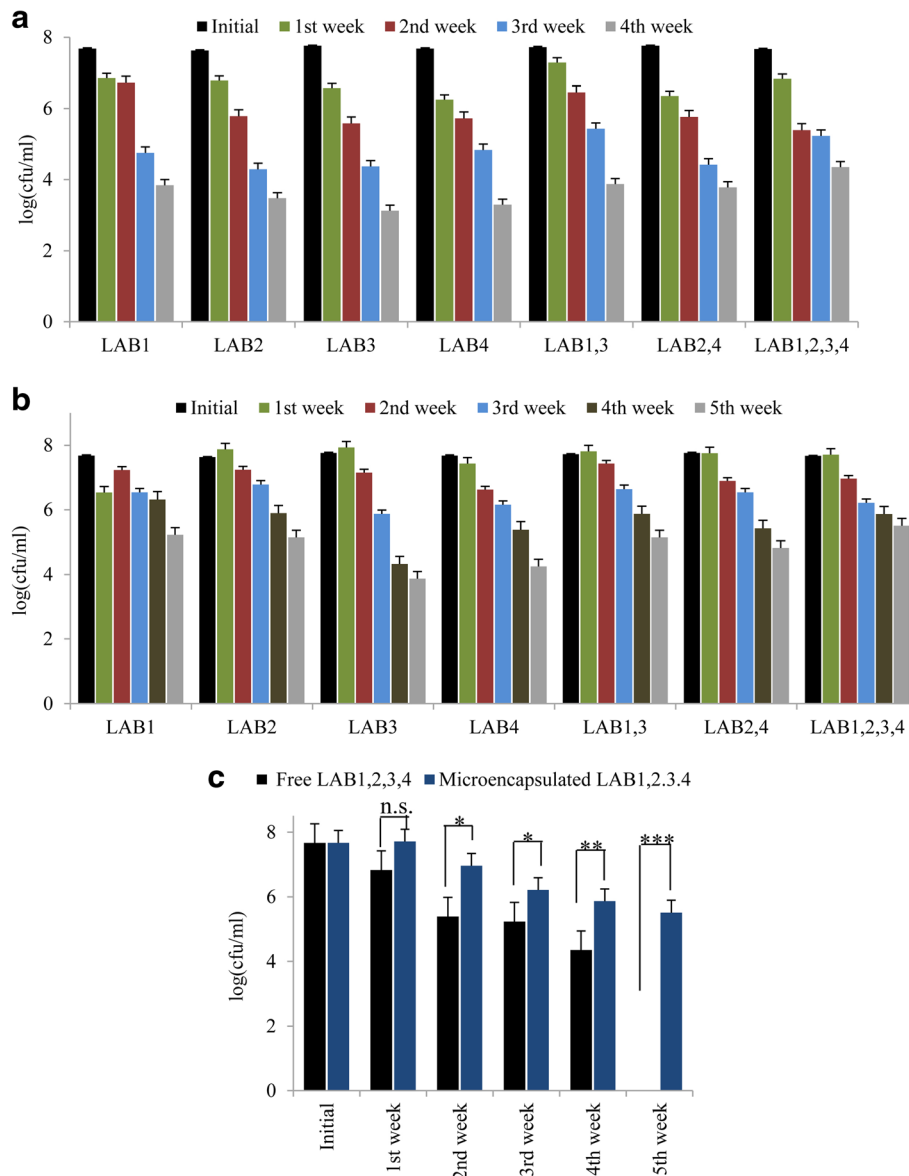 a
Initial 1st week 2nd week 3rd week 4th week
8
6
4
2
0
log(cfu/ml)
LAB1 LAB2 LAB3 LAB4 LAB1,3 LAB2,4 LAB1,2,3,4
b
Initial 1st week 2nd week 3rd week 4th week 5th week
8
6
4
2
0
log(cfu/ml)
LAB1 LAB2 LAB3 LAB4 LAB1,3 LAB2,4 LAB1,2,3,4
c
Free LAB1,2,3,4 Microencapsulated LAB1,2.3.4
n.s. * * ** ***
8
6
4
2
0
log(cfu/ml)
Initial
1st week
2nd week
3rd week
4th week
5th week